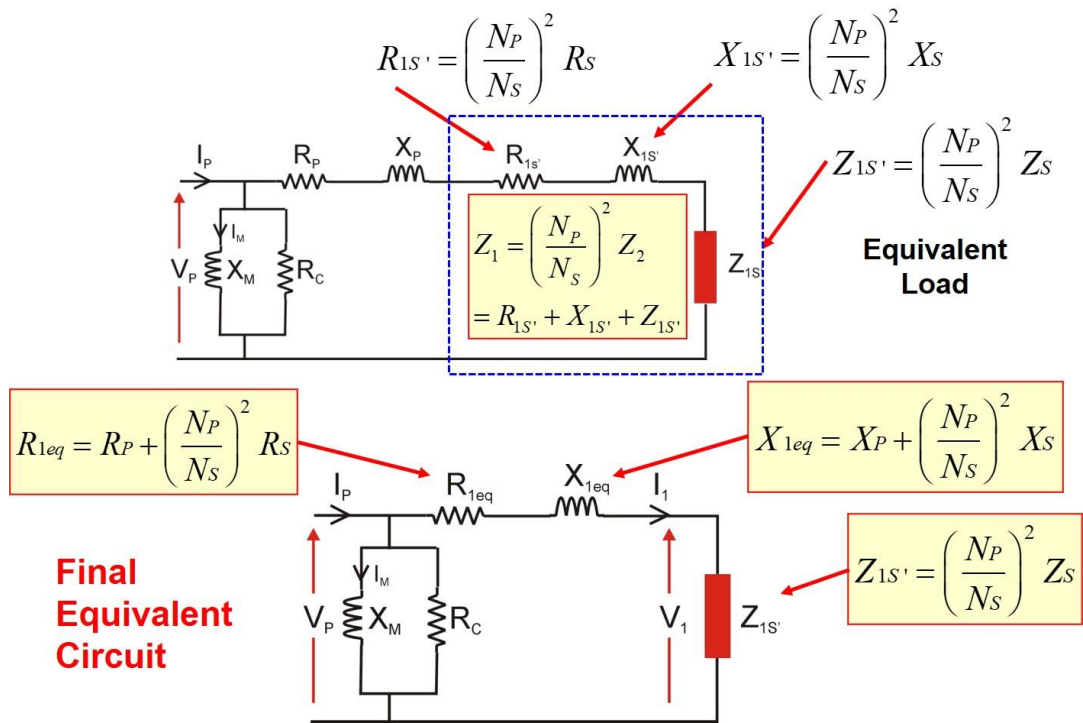 R1S' = (NP/NS)² RS
X1S' = (NP/NS)² XS
Z1S' = (NP/NS)² ZS
Equivalent
Load
IP
RP
XP
R1s'
X1S'
VP
IM
XM
RC
Z1 = (NP/NS)² Z2
= R1S' + X1S' + Z1S'
Z1S
R1eq = RP + (NP/NS)² RS
X1eq = XP + (NP/NS)² XS
IP
R1eq
X1eq
I1
Z1S' = (NP/NS)² ZS
Final
Equivalent
Circuit
VP
IM
XM
RC
V1
Z1S'